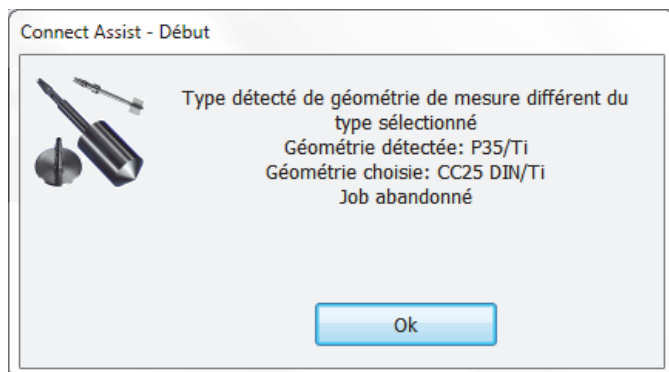 Connect Assist - Début
Type détecté de géométrie de mesure différent du
type sélectionné
Géométrie détectée: P35/Ti
Géométrie choisie: CC25 DIN/Ti
Job abandonné
Ok